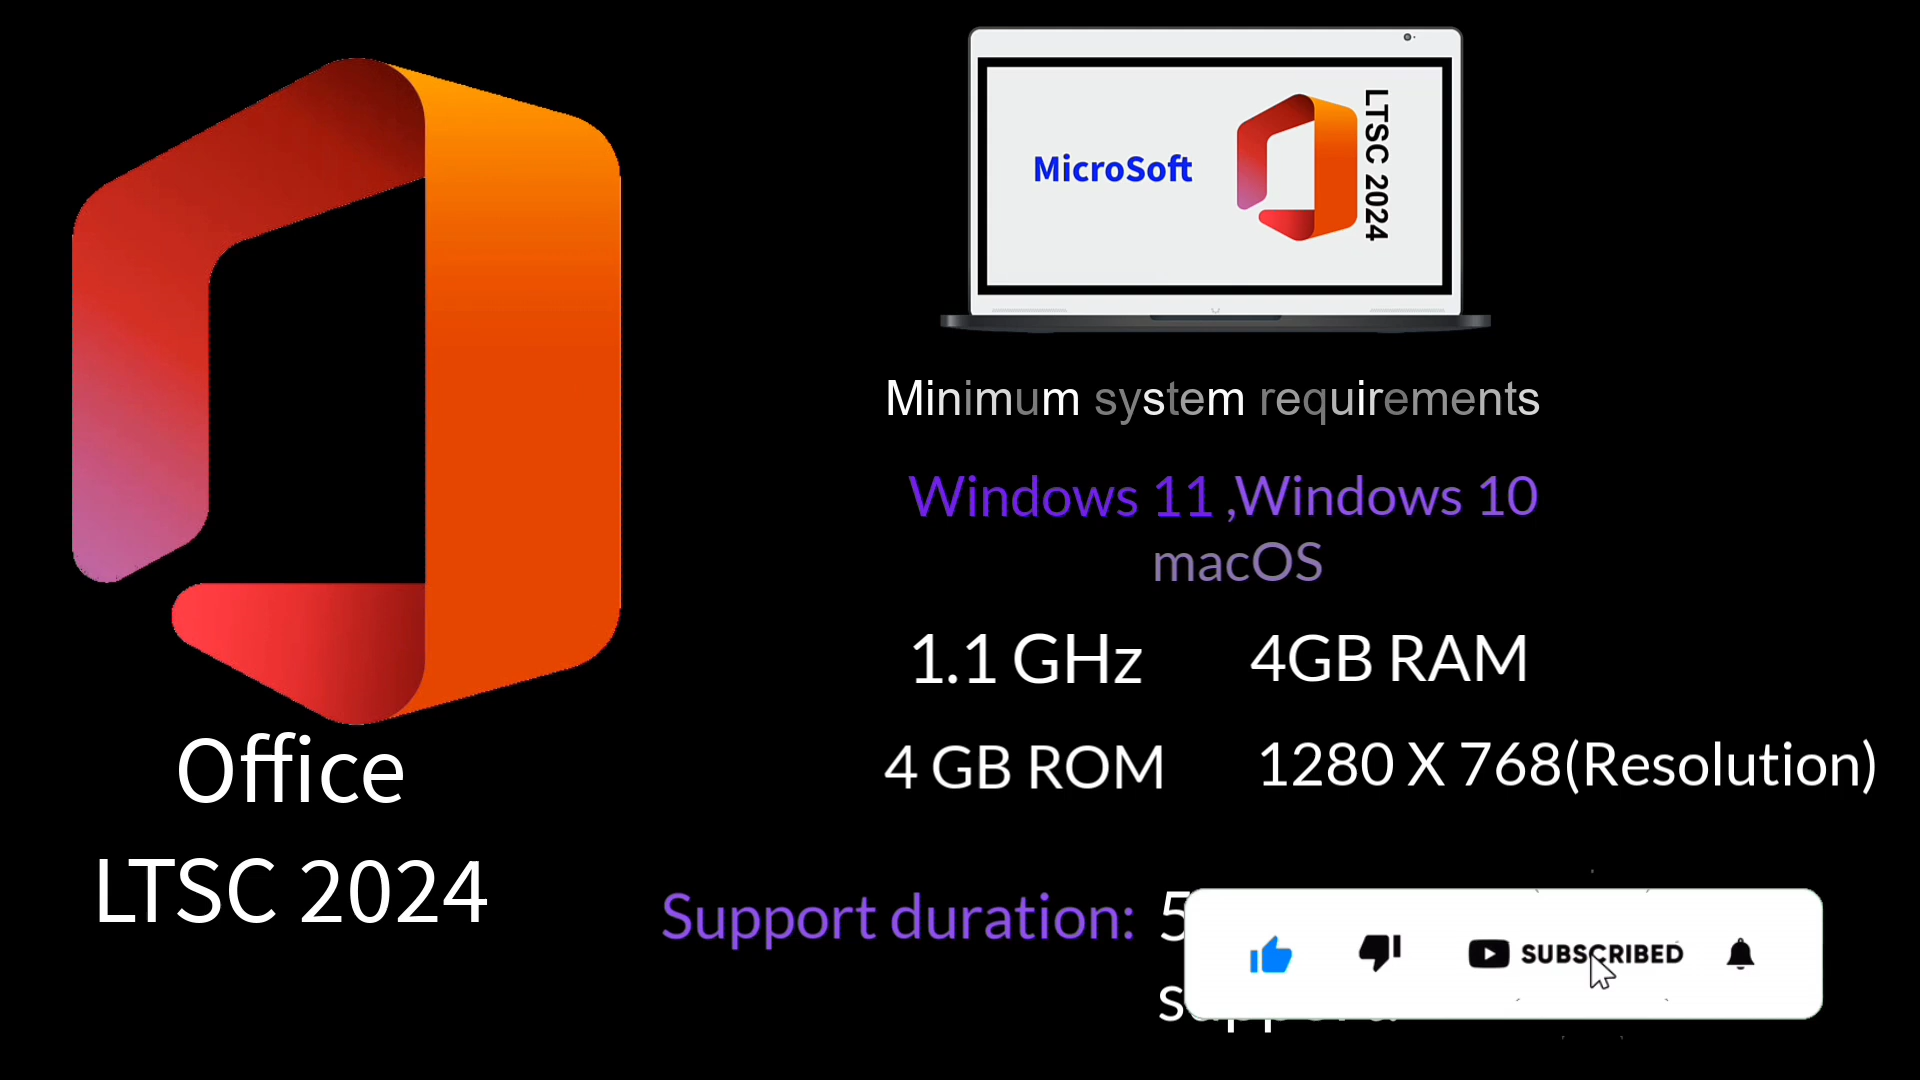 MicroSoft
LTSC 2024
Minimum system requirements
Windows 11 ,Windows 10
macOS
1.1 GHz 4GB RAM
4 GB ROM 1280 X 768(Resolution)
Office
LTSC 2024
Support duration: 5
SUBSCRIBED